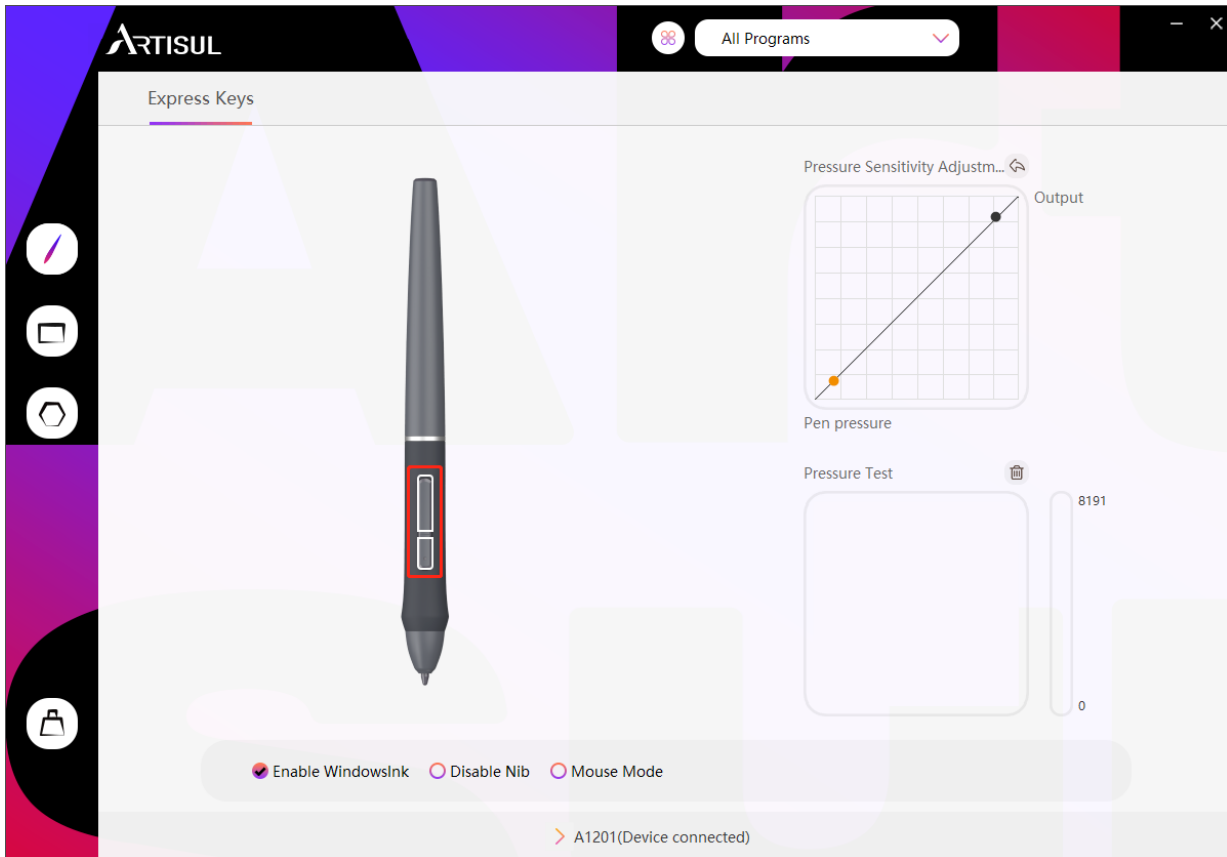 ARTISUL
All Programs
Express Keys
Pressure Sensitivity Adjustm...
Output
Pen pressure
Pressure Test
8191
0
Enable WindowsInk
Disable Nib
Mouse Mode
A1201(Device connected)